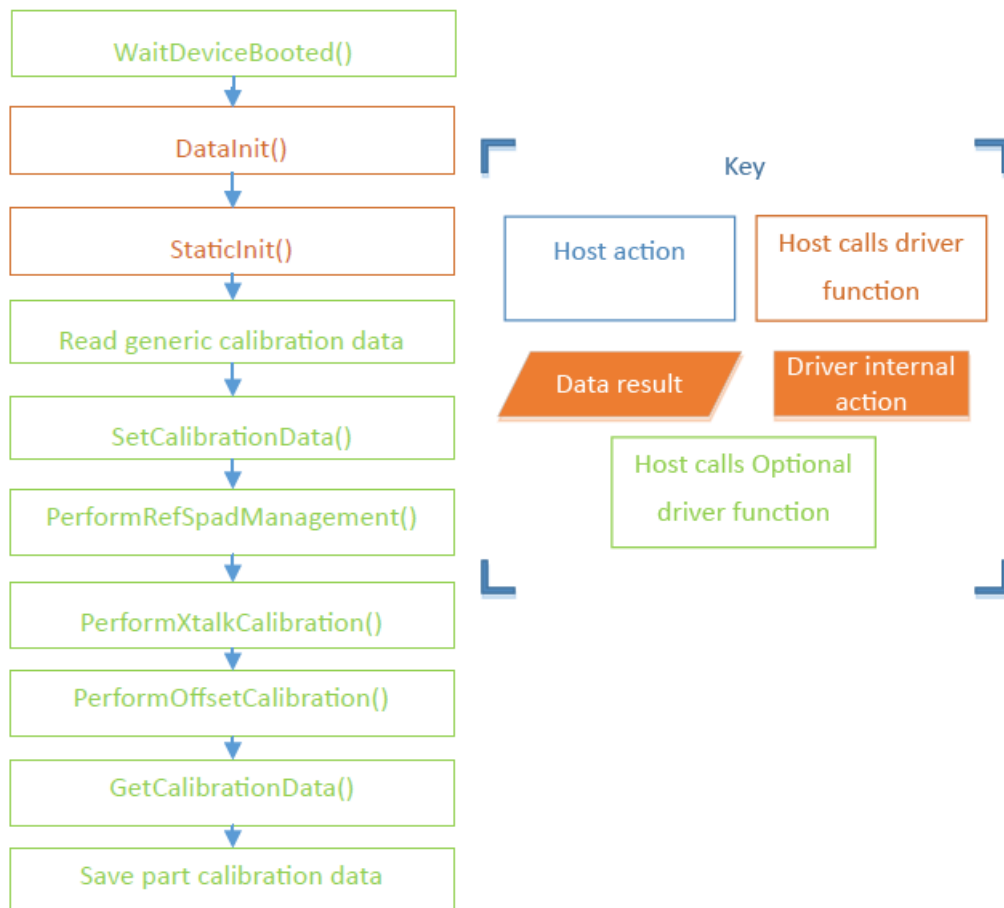 WaitDeviceBooted()
DataInit()
StaticInit()
Read generic calibration data
SetCalibrationData()
PerformRefSpadManagement()
PerformXtalkCalibration()
PerformOffsetCalibration()
GetCalibrationData()
Save part calibration data
Key
Host action
Host calls driver
function
Data result
Driver internal
action
Host calls Optional
driver function